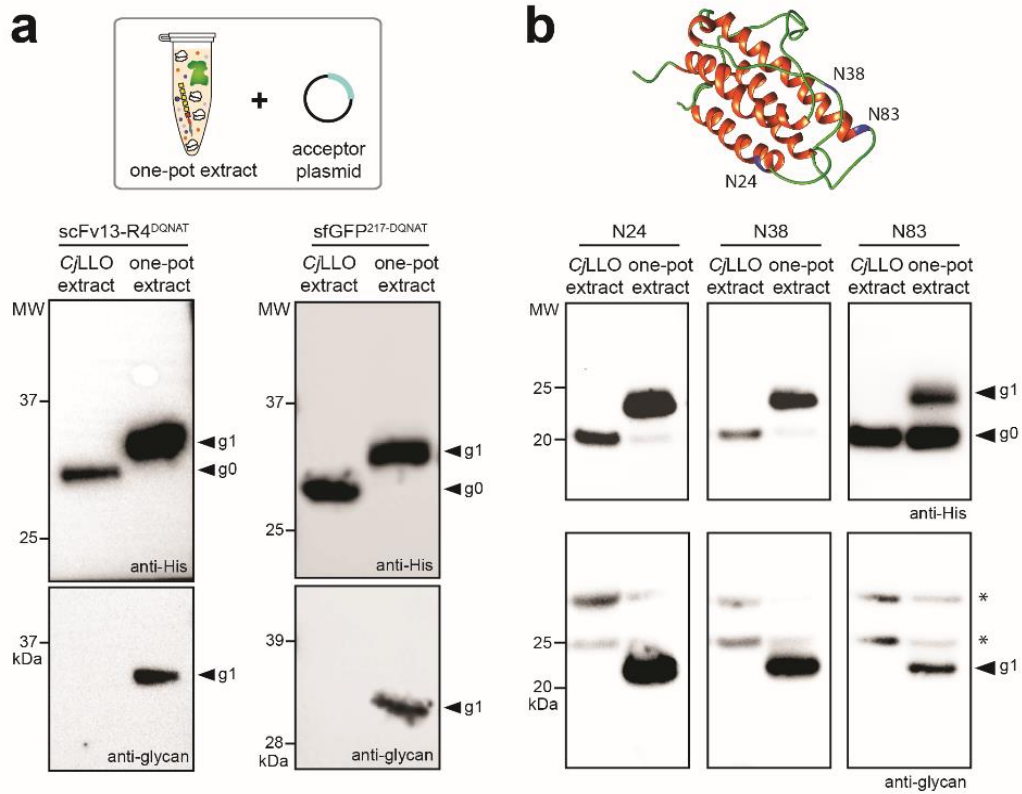 a
one-pot extract
+
acceptor
plasmid
scFv13-R4DQNAT
CjLLO one-pot
extract extract
MW
37
g1
g0
25
anti-His
37
kDa
g1
anti-glycan
sfGFP217-DQNAT
CjLLO one-pot
extract extract
MW
37
g1
g0
25
anti-His
39
g1
28
kDa
anti-glycan
b
N38
N83
N24
N24 N38 N83
CjLLO one-pot CjLLO one-pot CjLLO one-pot
extract extract extract extract extract extract
MW
25
g1
20
g0
anti-His
*
25
*
g1
20
kDa
anti-glycan